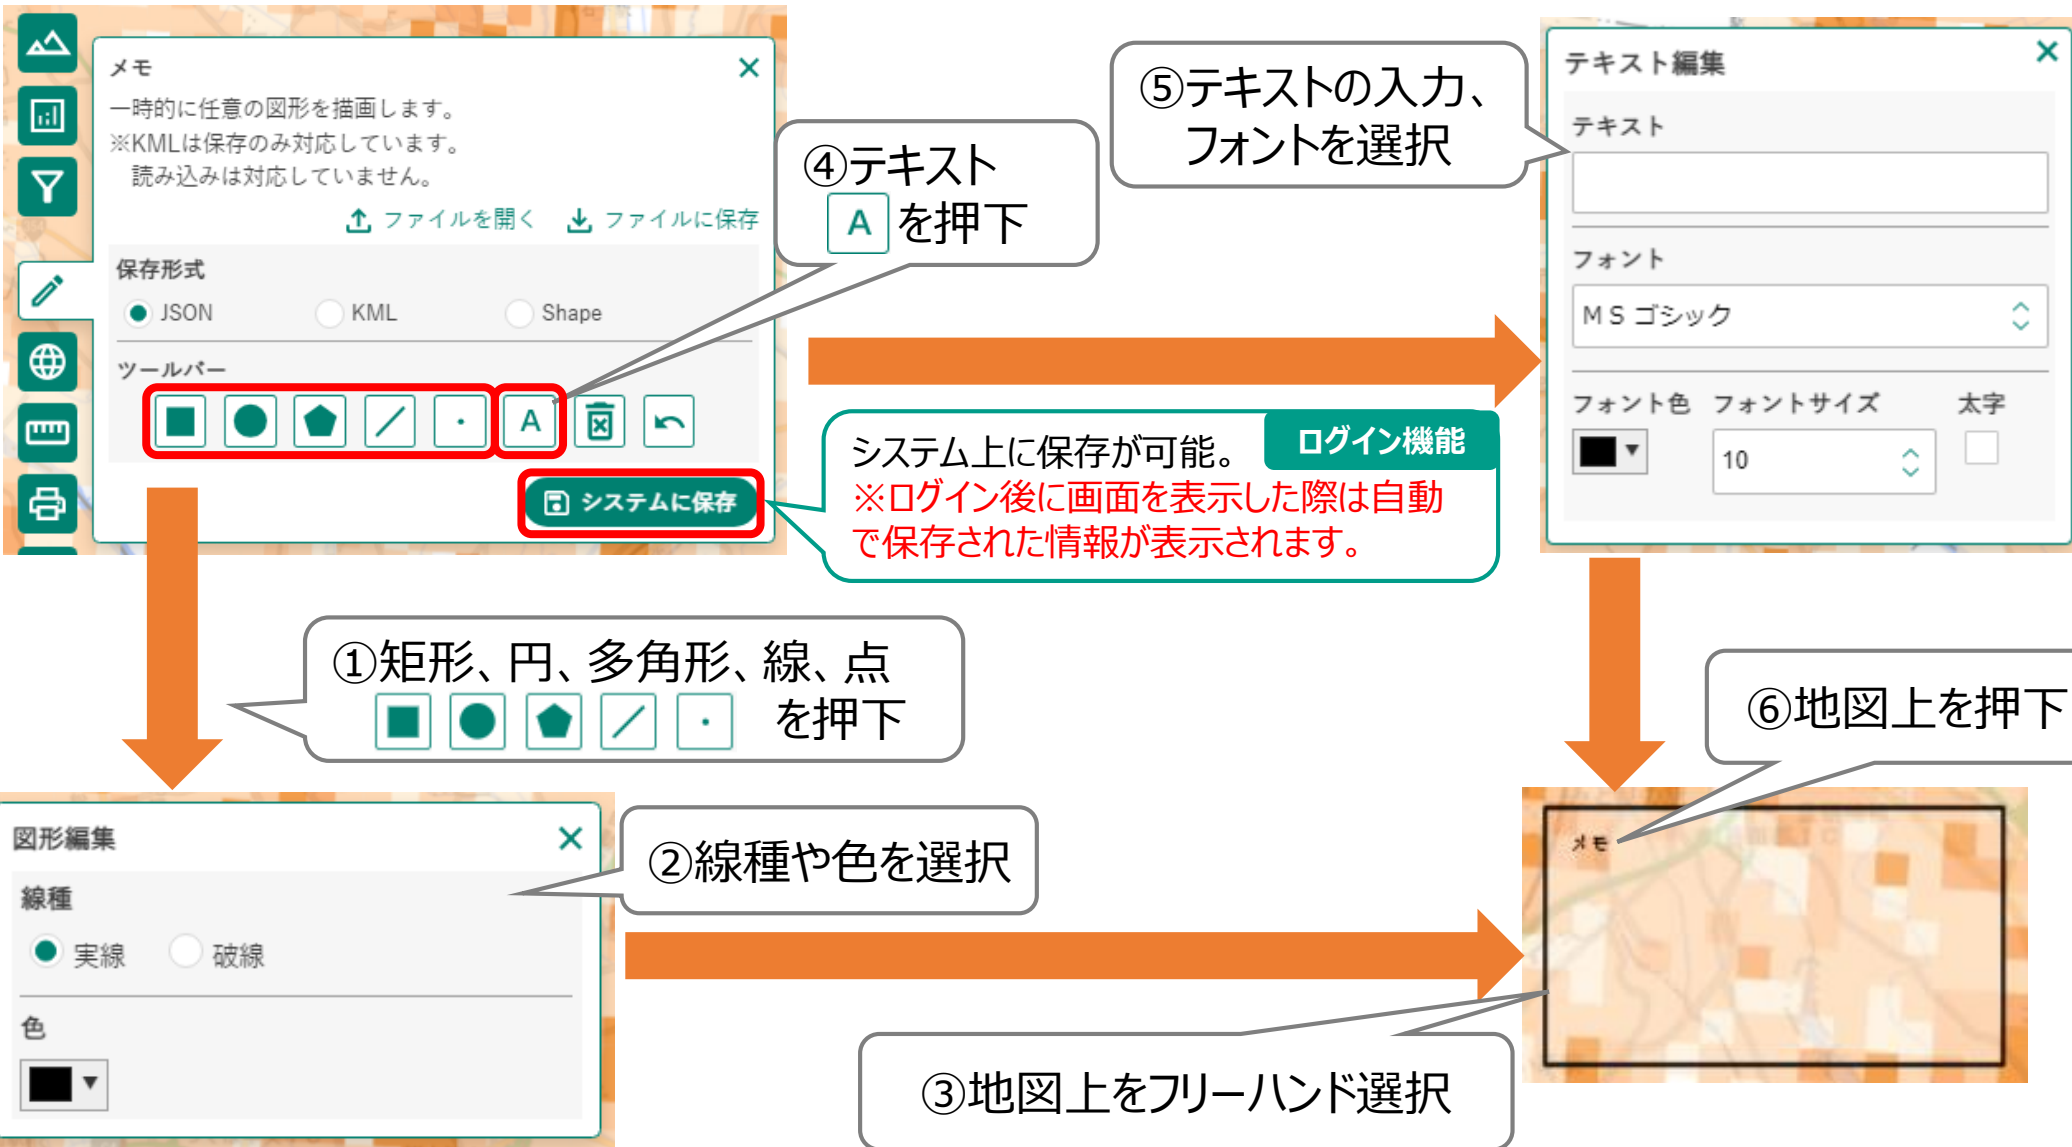 メモ
一時的に任意の図形を描画します。
※KMLは保存のみ対応しています。
読み込みは対応していません。
ファイルを開く ファイルに保存
保存形式
JSON KML Shape
ツールバー
A
システムに保存
④テキスト
A を押下
⑤テキストの入力、
フォントを選択
テキスト編集
テキスト
フォント
ＭＳ ゴシック
フォント色 フォントサイズ 太字
10
システム上に保存が可能。
ログイン機能
※ログイン後に画面を表示した際は自動
で保存された情報が表示されます。
①矩形、円、多角形、線、点
を押下
⑥地図上を押下
図形編集
線種
実線 破線
色
②線種や色を選択
メモ
③地図上をフリーハンド選択